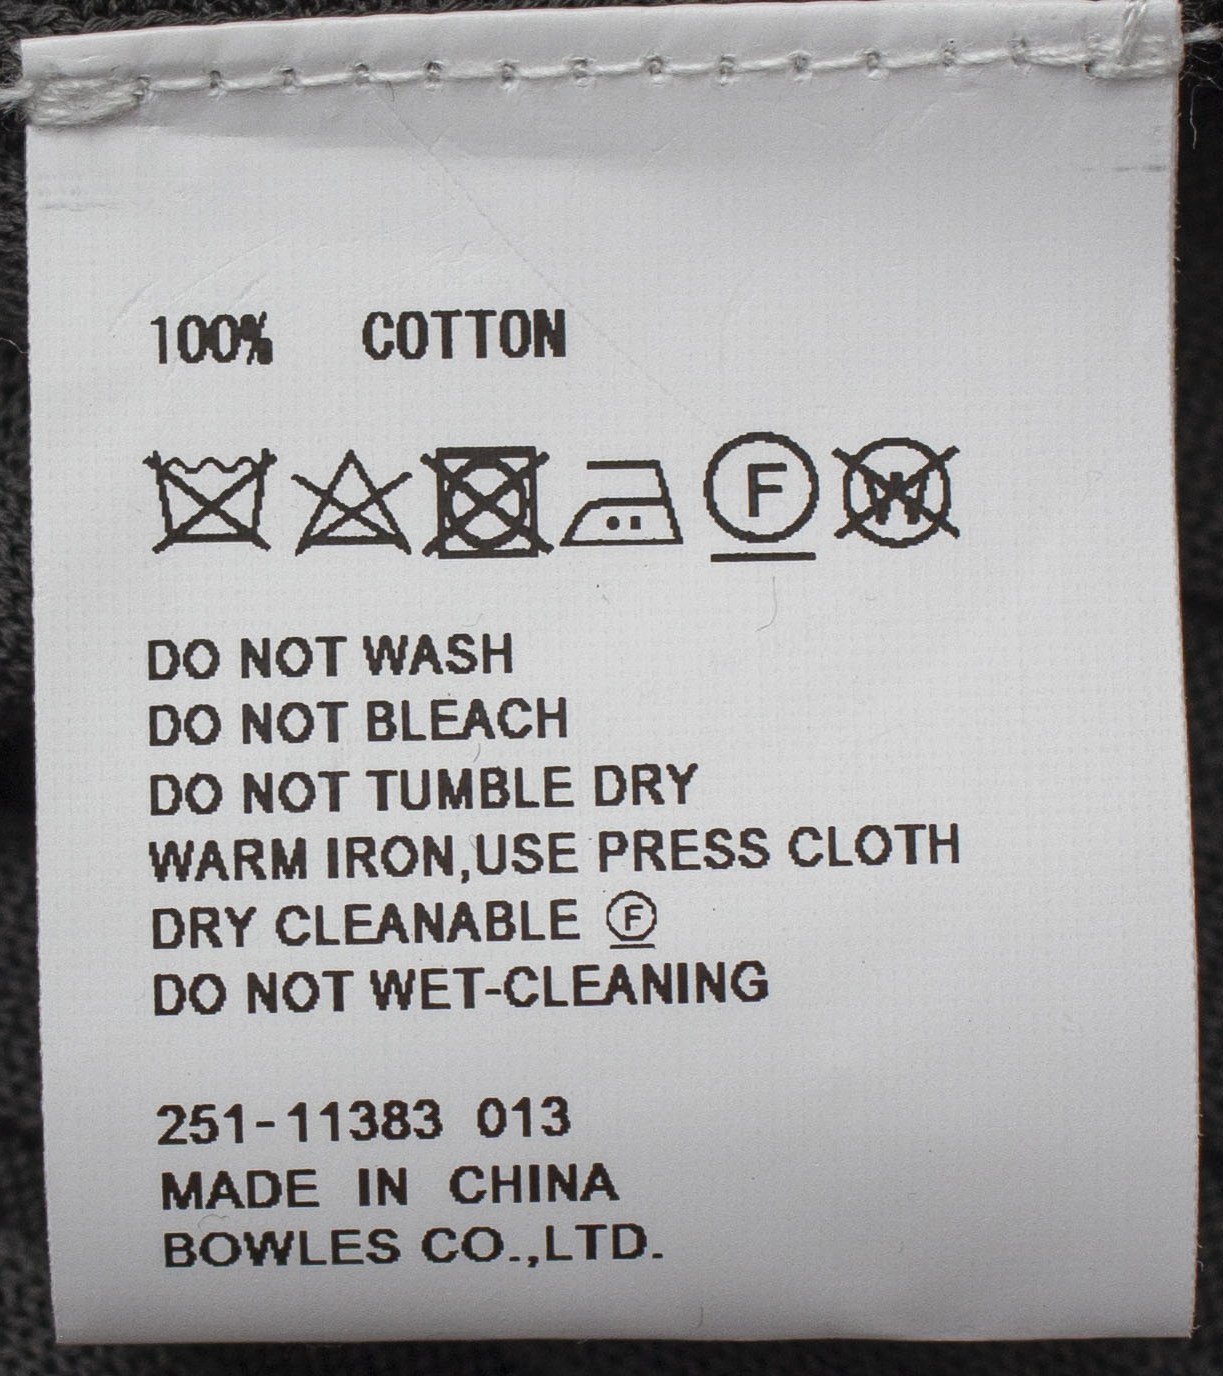 100% COTTON
F W
DO NOT WASH
DO NOT BLEACH
DO NOT TUMBLE DRY
WARM IRON,USE PRESS CLOTH
DRY CLEANABLE F
DO NOT WET-CLEANING
251-11383 013
MADE IN CHINA
BOWLES CO.,LTD.